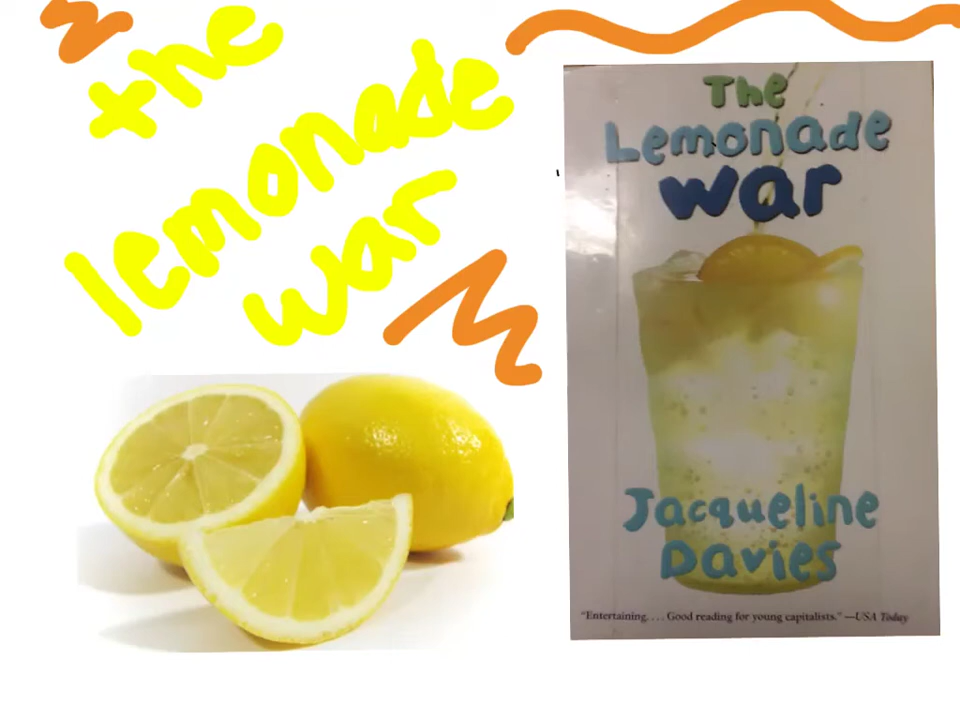 the
lemonade
war
The
Lemonade
war
Jacqueline
Davies
"Entertaining.... Good reading for young capitalists." —USA Today